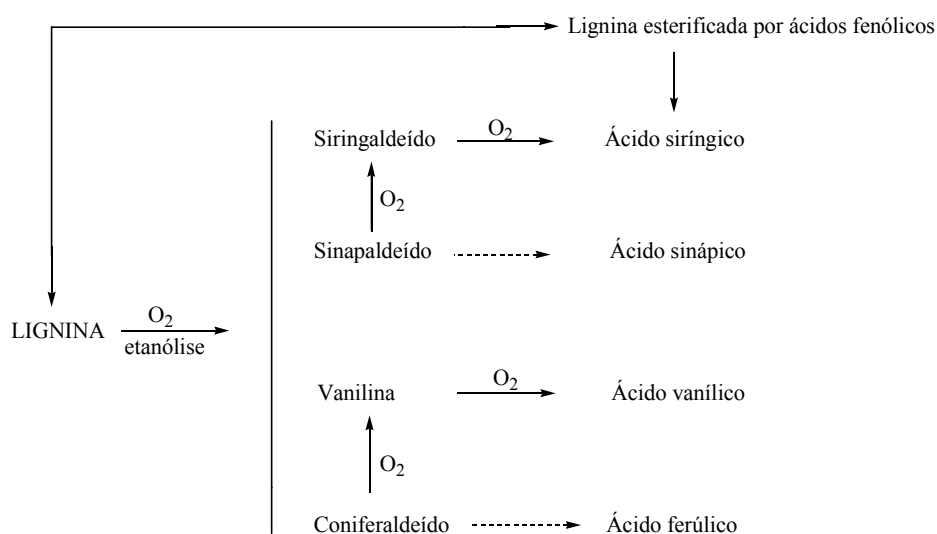 Lignina esterificada por ácidos fenólicos
Siringaldeído O2 Ácido siríngico
O2
Sinapaldeído Ácido sinápico
LIGNINA O2
etanólise
Vanilina O2 Ácido vanílico
O2
Coniferaldeído Ácido ferúlico